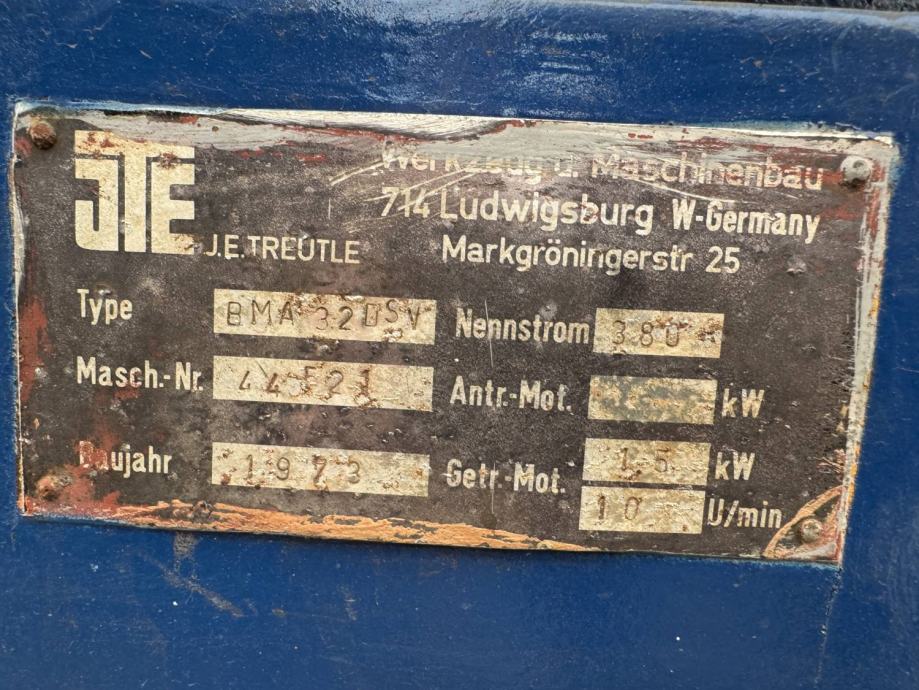 Werkzeug u. Maschinenbau
714 Ludwigsburg W-Germany
JTE J.E.TREUTLE Markgröningerstr 25
Type BMA 32DSV Nennstrom 380
Masch.-Nr. 44521 Antr.-Mot. kW
Baujahr 1973 Getr.-Mot. 1,5 kW
10 U/min